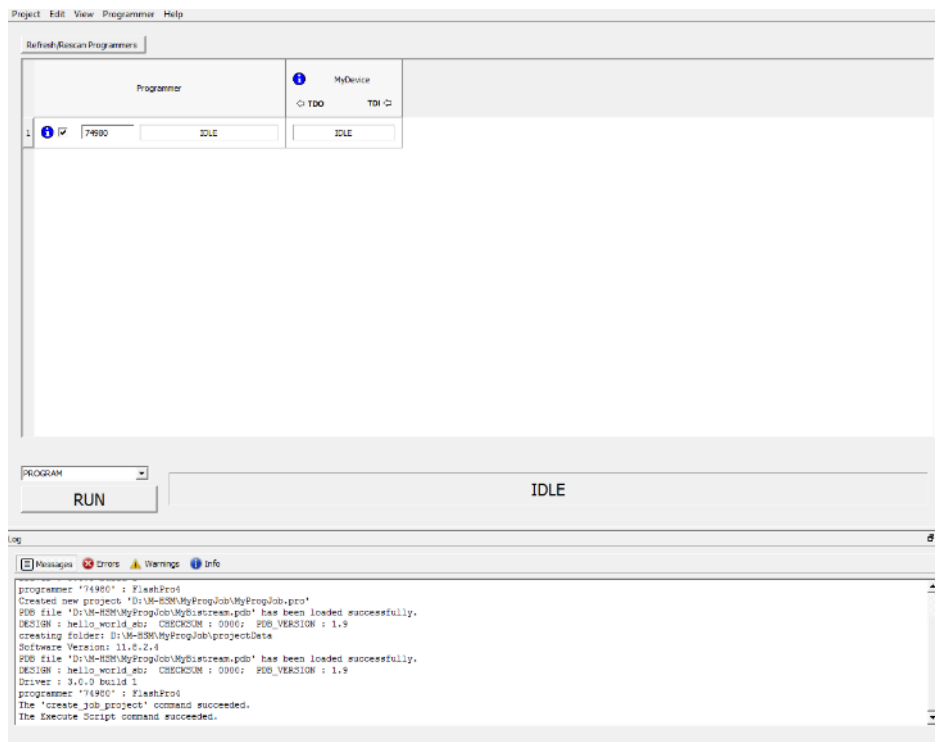 Project Edit View Programmer Help
Refresh/Rescan Programmers
Programmer
MyDevice
TDO TDI
1 74980 IDLE IDLE
PROGRAM
RUN
IDLE
Log
Messages Errors Warnings Info
programmer '74980' : FlashPro4
Created new project 'D:\M-HSM\MyProgJob\MyProgJob.pro'
PDB file 'D:\M-HSM\MyProgJob\MyBistream.pdb' has been loaded successfully.
DESIGN : hello_world_sb; CHECKSUM : 0000; PDB_VERSION : 1.9
creating folder: D:\M-HSM\MyProgJob\projectData
Software Version: 11.8.2.4
PDB file 'D:\M-HSM\MyProgJob\MyBistream.pdb' has been loaded successfully.
DESIGN : hello_world_sb; CHECKSUM : 0000; PDB_VERSION : 1.9
Driver : 3.0.0 build 1
programmer '74980' : FlashPro4
The 'create_job_project' command succeeded.
The Execute Script command succeeded.